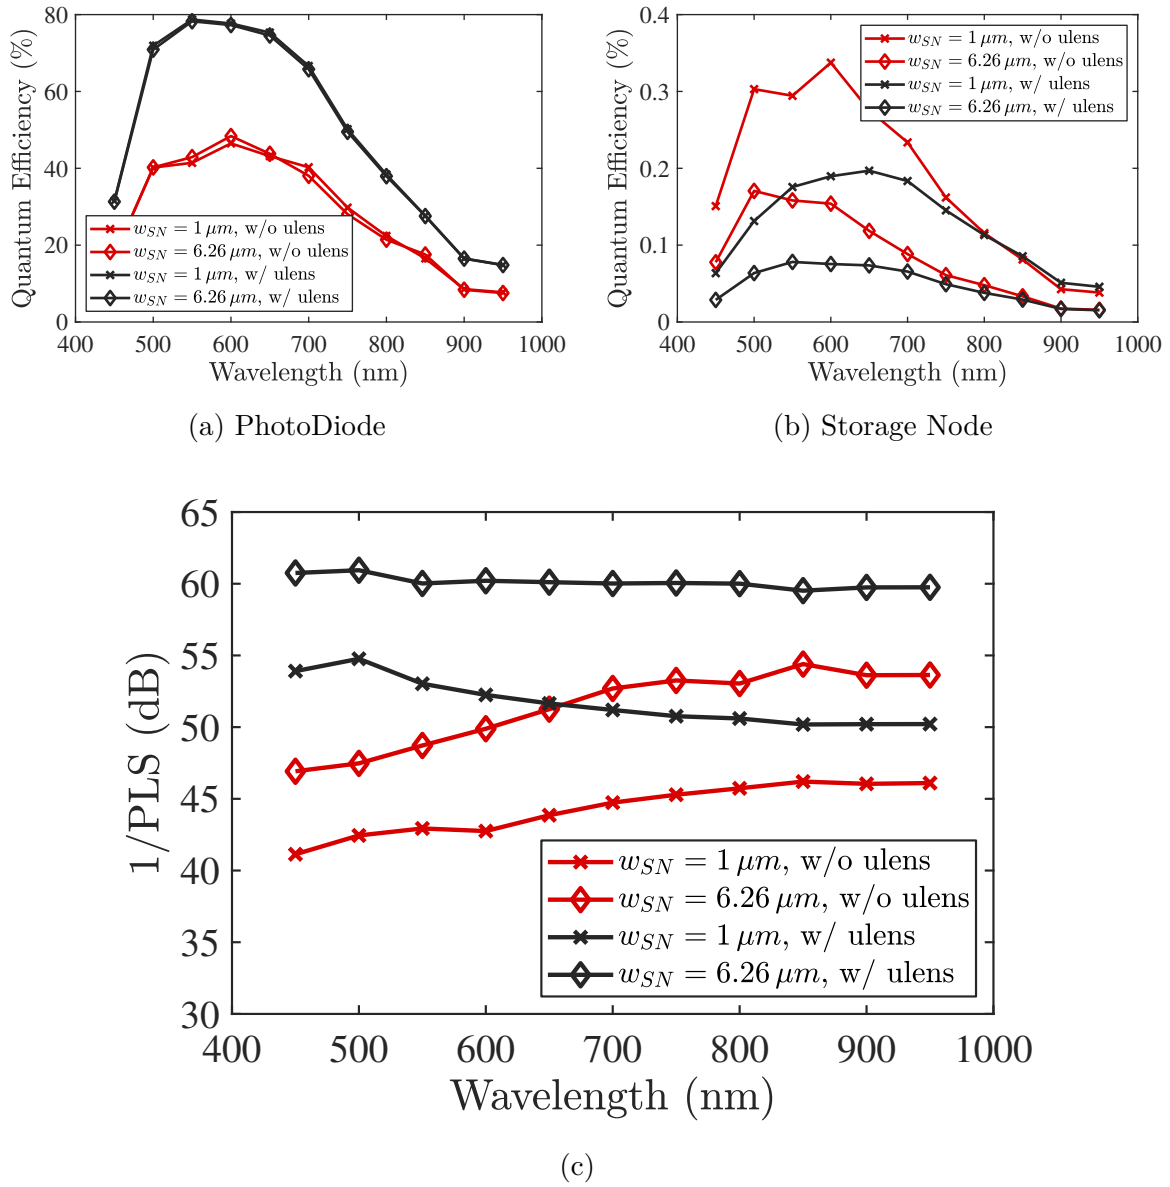 80
60
40
20
0
Quantum Efficiency (%)
w_SN = 1 μm, w/o ulens
w_SN = 6.26 μm, w/o ulens
w_SN = 1 μm, w/ ulens
w_SN = 6.26 μm, w/ ulens
400 500 600 700 800 900 1000
Wavelength (nm)
(a) PhotoDiode
0.4
0.3
0.2
0.1
0
Quantum Efficiency (%)
w_SN = 1 μm, w/o ulens
w_SN = 6.26 μm, w/o ulens
w_SN = 1 μm, w/ ulens
w_SN = 6.26 μm, w/ ulens
400 500 600 700 800 900 1000
Wavelength (nm)
(b) Storage Node
65
60
55
50
45
40
35
30
1/PLS (dB)
w_SN = 1 μm, w/o ulens
w_SN = 6.26 μm, w/o ulens
w_SN = 1 μm, w/ ulens
w_SN = 6.26 μm, w/ ulens
400 500 600 700 800 900 1000
Wavelength (nm)
(c)